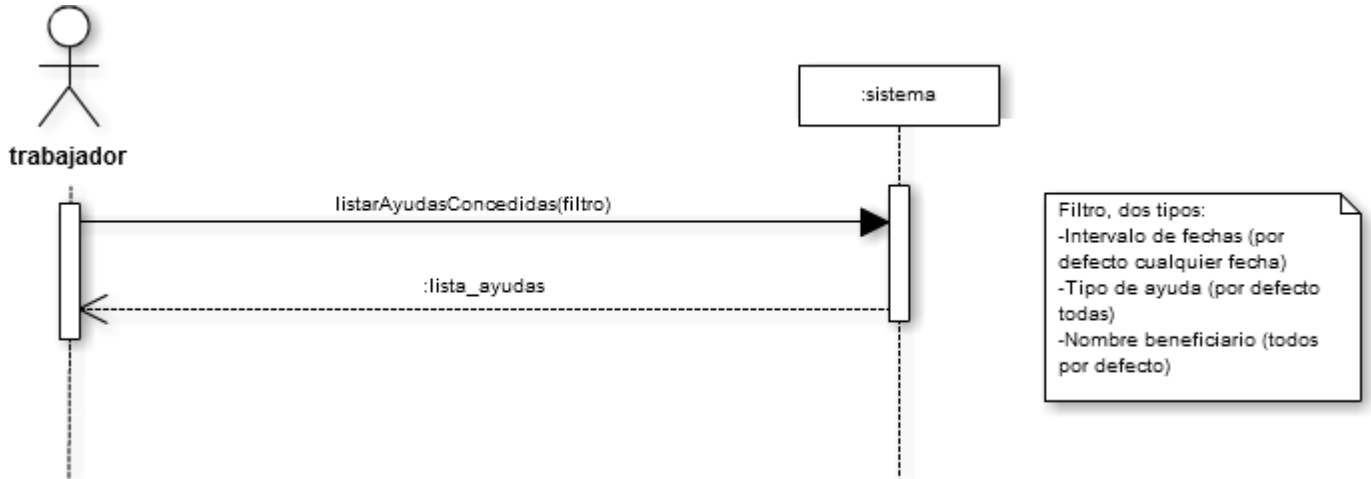 :sistema
trabajador
listarAyudasConcedidas(filtro)
:lista_ayudas
Filtro, dos tipos:
-Intervalo de fechas (por
defecto cualquier fecha)
-Tipo de ayuda (por defecto
todas)
-Nombre beneficiario (todos
por defecto)